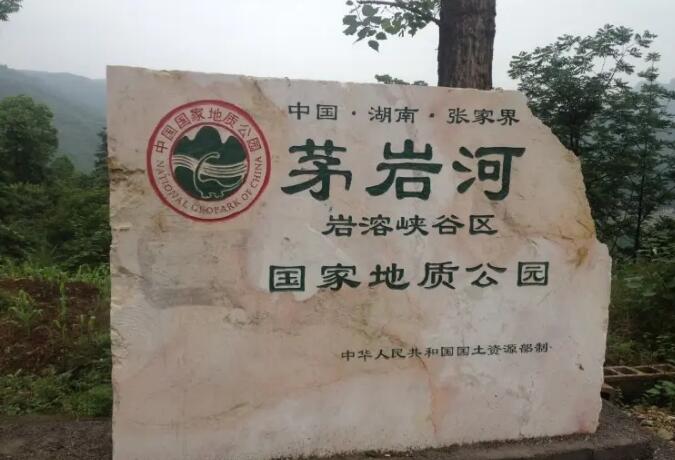 中国·湖南·张家界
中国国家地质公园
NATIONAL GEOPARK OF CHINA
茅岩河
岩溶峡谷区
国家地质公园
中华人民共和国国土资源部制